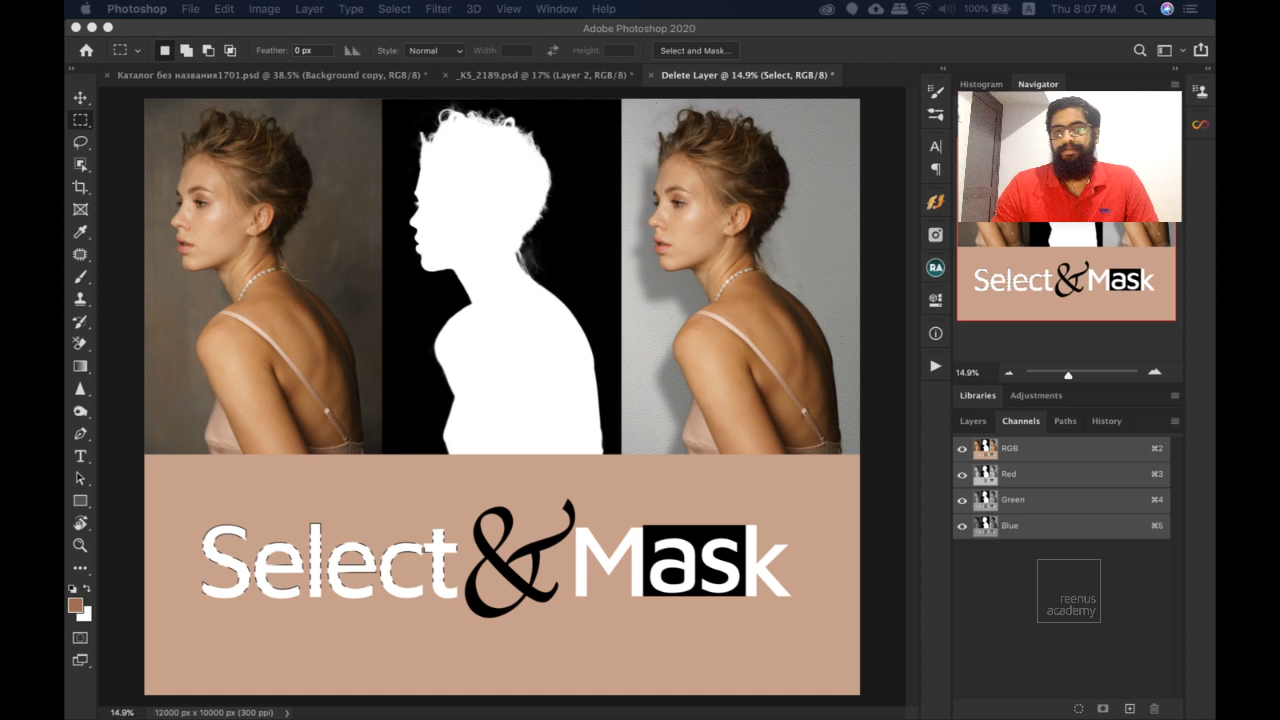 Photoshop File Edit Image Layer Type Select Filter 3D View Window Help 100% A Thu 8:07 PM
Adobe Photoshop 2020
Feather: 0 px Style: Normal Width: Height: Select and Mask...
× Каталог без названия1701.psd @ 38.5% (Background copy, RGB/8) * × _KS_2189.psd @ 17% (Layer 2, RGB/8) * × Delete Layer @ 14.9% (Select, RGB/8) *
Histogram Navigator
A|
RA
Select&Mask
14.9%
Libraries Adjustments
Layers Channels Paths History
RGB ⌘2
Red ⌘3
Green ⌘4
Blue ⌘5
Select&Mask
reenus
academy
14.9% 12000 px x 10000 px (300 ppi)